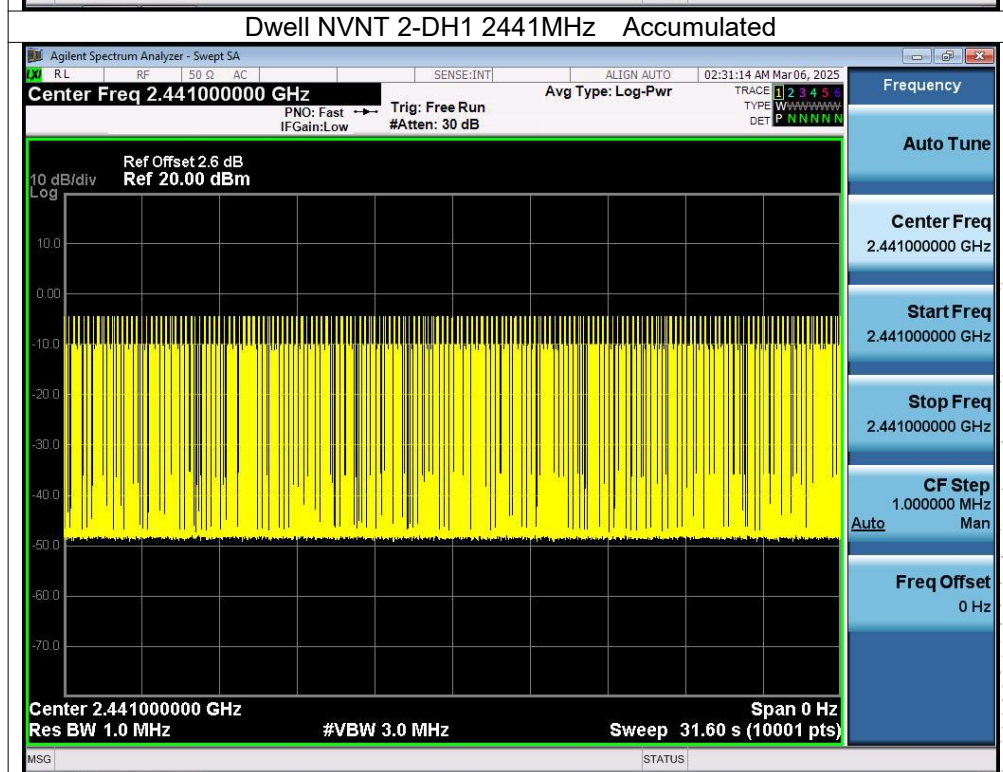 Dwell NVNT 2-DH1 2441MHz Accumulated
Agilent Spectrum Analyzer - Swept SA
LXI RL RF 50 Ω AC SENSE:INT ALIGN AUTO 02:31:14 AM Mar 06, 2025
Center Freq 2.441000000 GHz Avg Type: Log-Pwr TRACE 1 2 3 4 5 6
PNO: Fast Trig: Free Run TYPE WWWWWW
IFGain:Low #Atten: 30 dB DET P N N N N N
Ref Offset 2.6 dB
10 dB/div Ref 20.00 dBm
Log
10.0
0.00
-10.0
-20.0
-30.0
-40.0
-50.0
-60.0
-70.0
Center 2.441000000 GHz Span 0 Hz
Res BW 1.0 MHz #VBW 3.0 MHz Sweep 31.60 s (10001 pts)
MSG STATUS
Frequency
Auto Tune
Center Freq
2.441000000 GHz
Start Freq
2.441000000 GHz
Stop Freq
2.441000000 GHz
CF Step
1.000000 MHz
Auto Man
Freq Offset
0 Hz